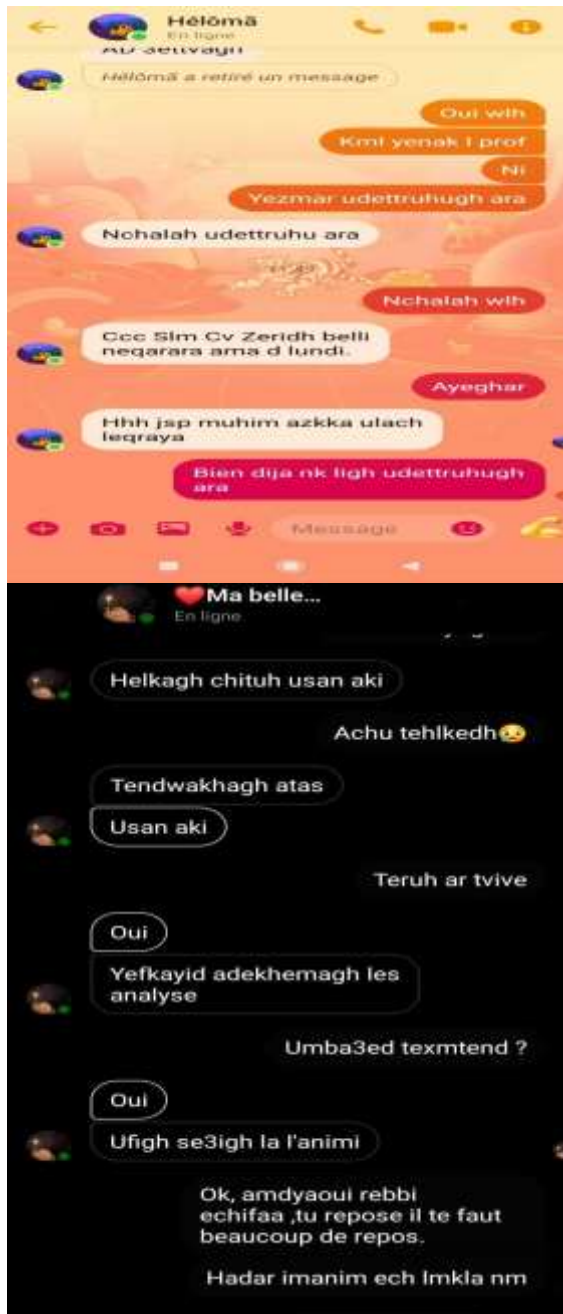 Hélômã
En ligne
Hélômã a retiré un message
Oui wlh
Kml yenak l prof
Ni
Yezmar udettruhugh ara
Nchalah udettruhu ara
Nchalah wlh
Ccc Slm Cv Zeridh belli
neqarara ama d lundi.
Ayeghar
Hhh jsp muhim azkka ulach
leqraya
Bien dija nk ligh udettruhugh
ara
Message
❤️Ma belle...
En ligne
Helkagh chituh usan aki
Achu tehlkedh😥
Tendwakhagh atas
Usan aki
Teruh ar tvive
Oui
Yefkayid adekhemagh les
analyse
Umba3ed texmtend ?
Oui
Ufigh se3igh la l'animi
Ok, amdyaoui rebbi
echifaa ,tu repose il te faut
beaucoup de repos.
Hadar imanim ech lmkla nm